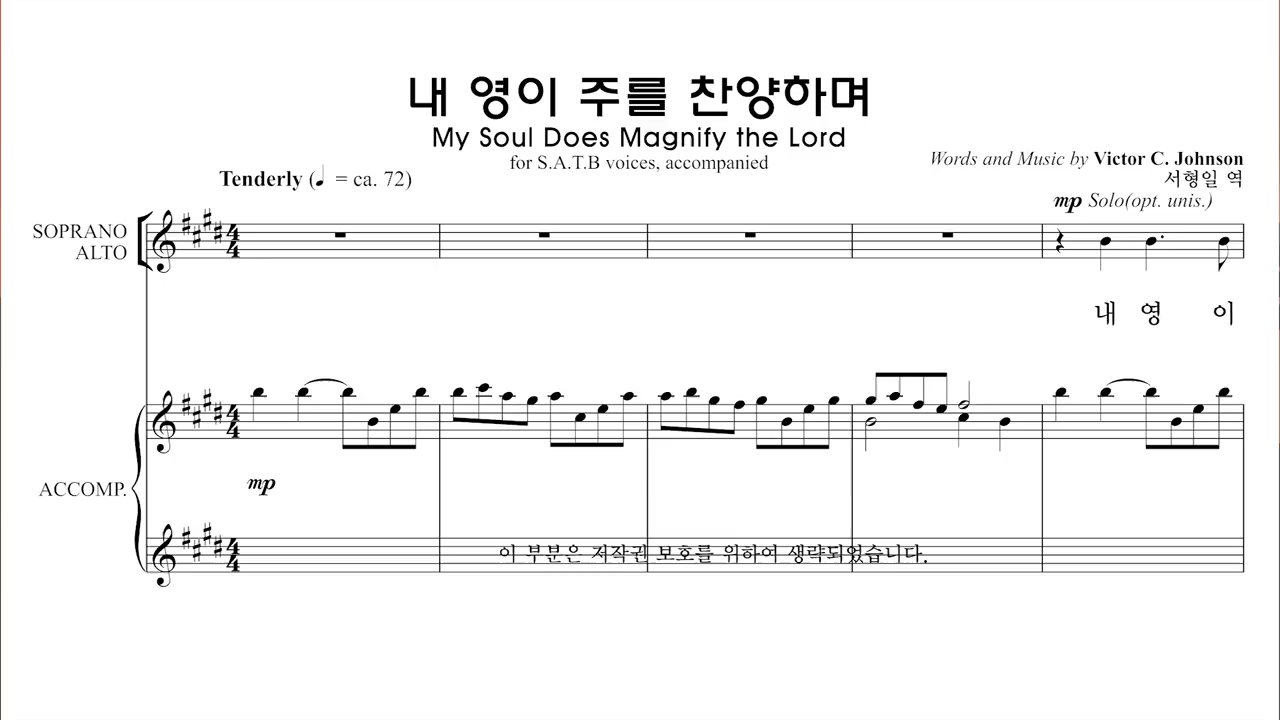 내 영이 주를 찬양하며
My Soul Does Magnify the Lord
for S.A.T.B voices, accompanied
Words and Music by Victor C. Johnson
서형일 역
Tenderly (♩ = ca. 72)
mp Solo(opt. unis.)
SOPRANO
ALTO
내 영 이
mp
ACCOMP.
이 부분은 저작권 보호를 위하여 생략되었습니다.